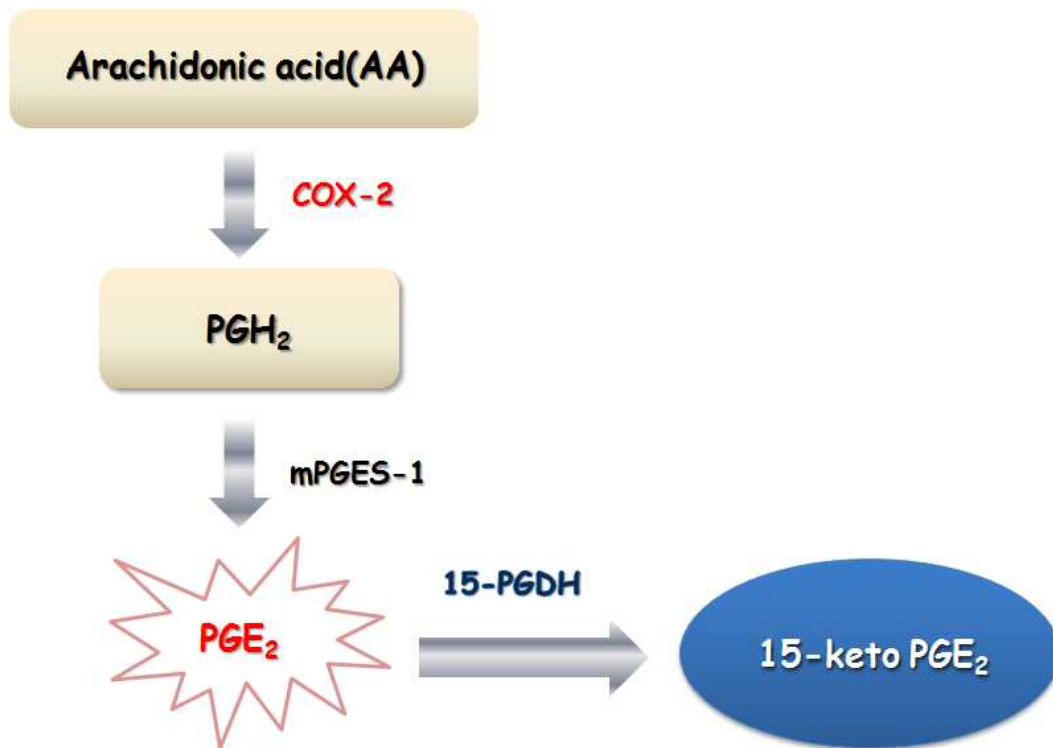 Arachidonic acid(AA)
COX-2
PGH₂
mPGES-1
15-PGDH
PGE₂
15-keto PGE₂